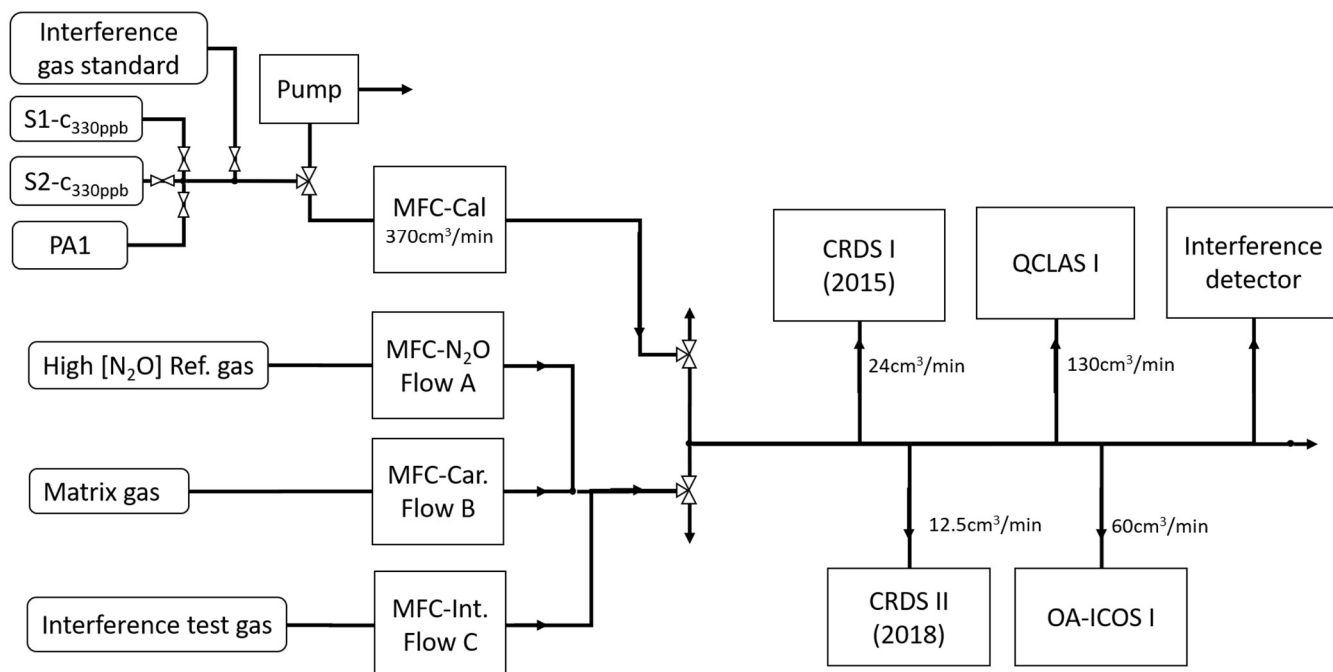 Interference
gas standard
S1-c₃₃₀ppb
S2-c₃₃₀ppb
PA1
Pump
MFC-Cal
370cm³/min
High [N₂O] Ref. gas
MFC-N₂O
Flow A
Matrix gas
MFC-Car.
Flow B
Interference test gas
MFC-Int.
Flow C
CRDS I
(2015)
QCLAS I
Interference
detector
24cm³/min
130cm³/min
12.5cm³/min
60cm³/min
CRDS II
(2018)
OA-ICOS I